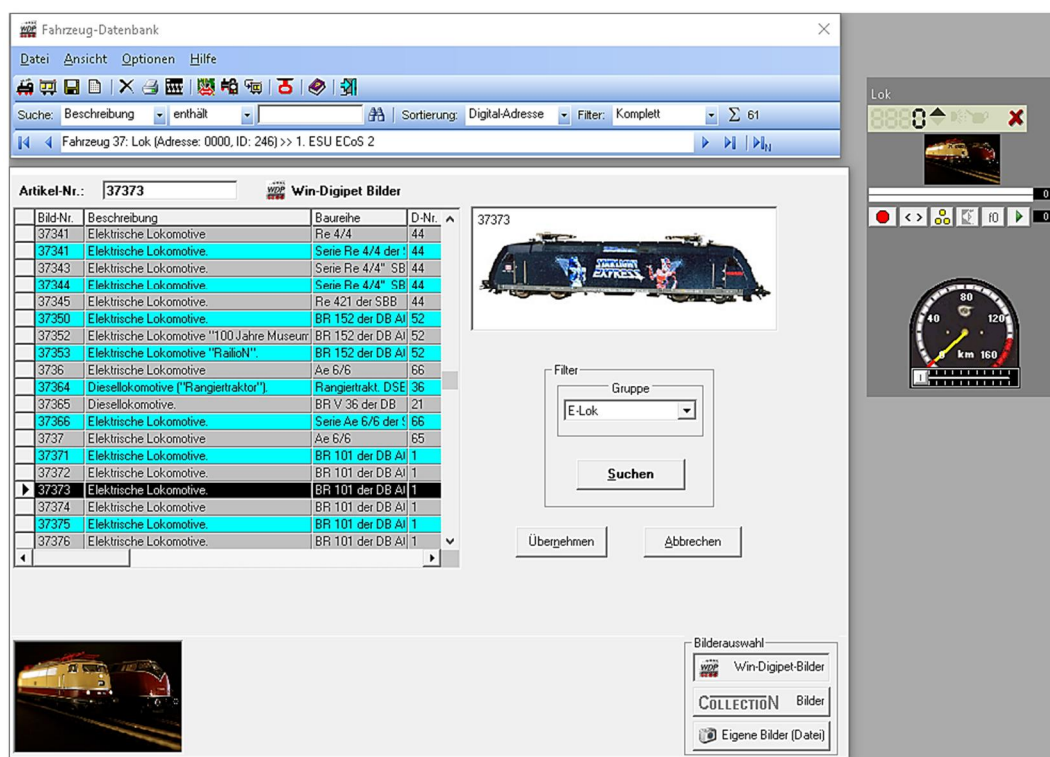 Fahrzeug-Datenbank
Datei Ansicht Optionen Hilfe
Suche: Beschreibung enthält Sortierung: Digital-Adresse Filter: Komplett Σ 61
Fahrzeug 37: Lok (Adresse: 0000, ID: 246) >> 1. ESU ECoS 2
Artikel-Nr.: 37373 WDP Win-Digipet Bilder
Bild-Nr. Beschreibung Baureihe D-Nr.
37341 Elektrische Lokomotive Re 4/4 44
37341 Elektrische Lokomotive. Serie Re 4/4 der 44
37343 Elektrische Lokomotive. Serie Re 4/4" SB 44
37344 Elektrische Lokomotive. Serie Re 4/4" SB 44
37345 Elektrische Lokomotive. Re 421 der SBB 44
37350 Elektrische Lokomotive. BR 152 der DB A 52
37352 Elektrische Lokomotive "100 Jahre Museum BR 152 der DB A 52
37353 Elektrische Lokomotive "RailioN". BR 152 der DB A 52
3736 Elektrische Lokomotive Ae 6/6 66
37364 Diesellokomotive ("Rangiertraktor"). Rangiertrakt. DSE 36
37365 Diesellokomotive. BR V 36 der DB 21
37366 Elektrische Lokomotive. Serie Ae 6/6 der 66
3737 Elektrische Lokomotive Ae 6/6 65
37371 Elektrische Lokomotive. BR 101 der DB A 1
37372 Elektrische Lokomotive. BR 101 der DB A 1
37373 Elektrische Lokomotive. BR 101 der DB A 1
37374 Elektrische Lokomotive BR 101 der DB A 1
37375 Elektrische Lokomotive. BR 101 der DB A 1
37376 Elektrische Lokomotive. BR 101 der DB A 1
37373
STARLIGHT
EXPRESS
Filter
Gruppe
E-Lok
Suchen
Übernehmen Abbrechen
Bilderauswahl
WDP Win-Digipet-Bilder
COLLECTION Bilder
Eigene Bilder (Datei)
Lok
0
0
< > f0 0
80
40 120
0 km 160